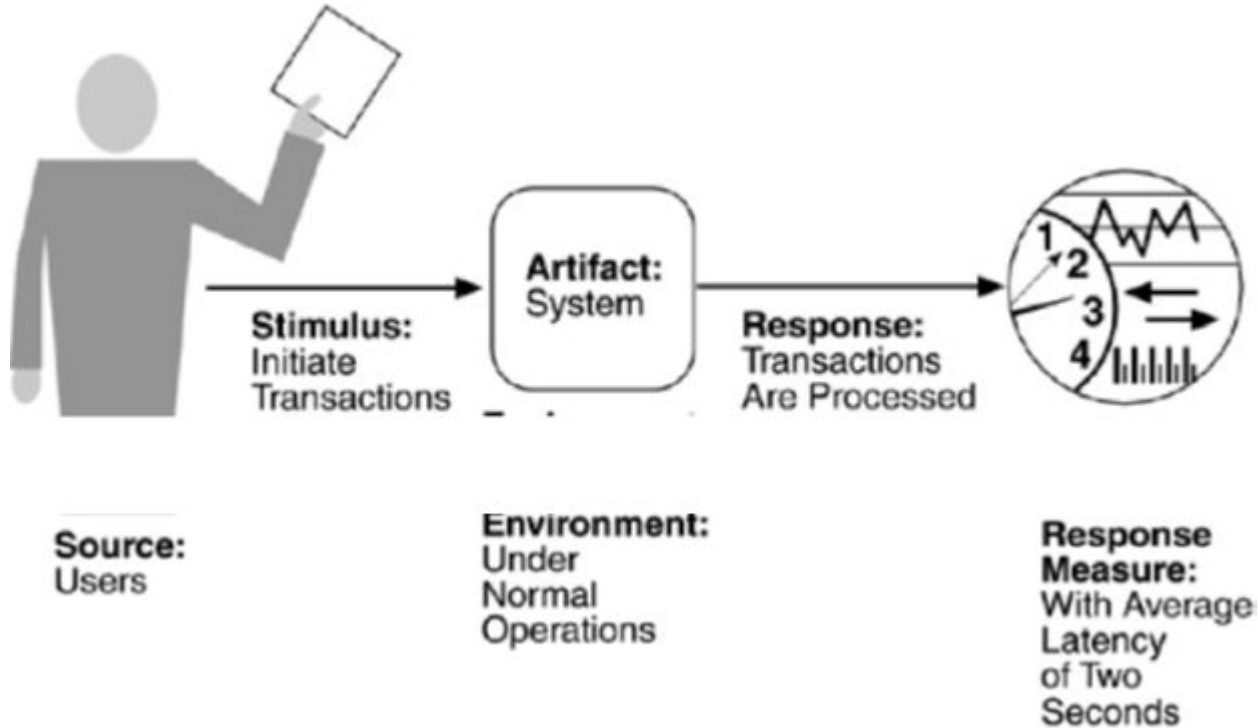 Artifact:
System
Stimulus:
Initiate
Transactions
Response:
Transactions
Are Processed
1
2
3
4
Source:
Users
Environment:
Under
Normal
Operations
Response
Measure:
With Average
Latency
of Two
Seconds